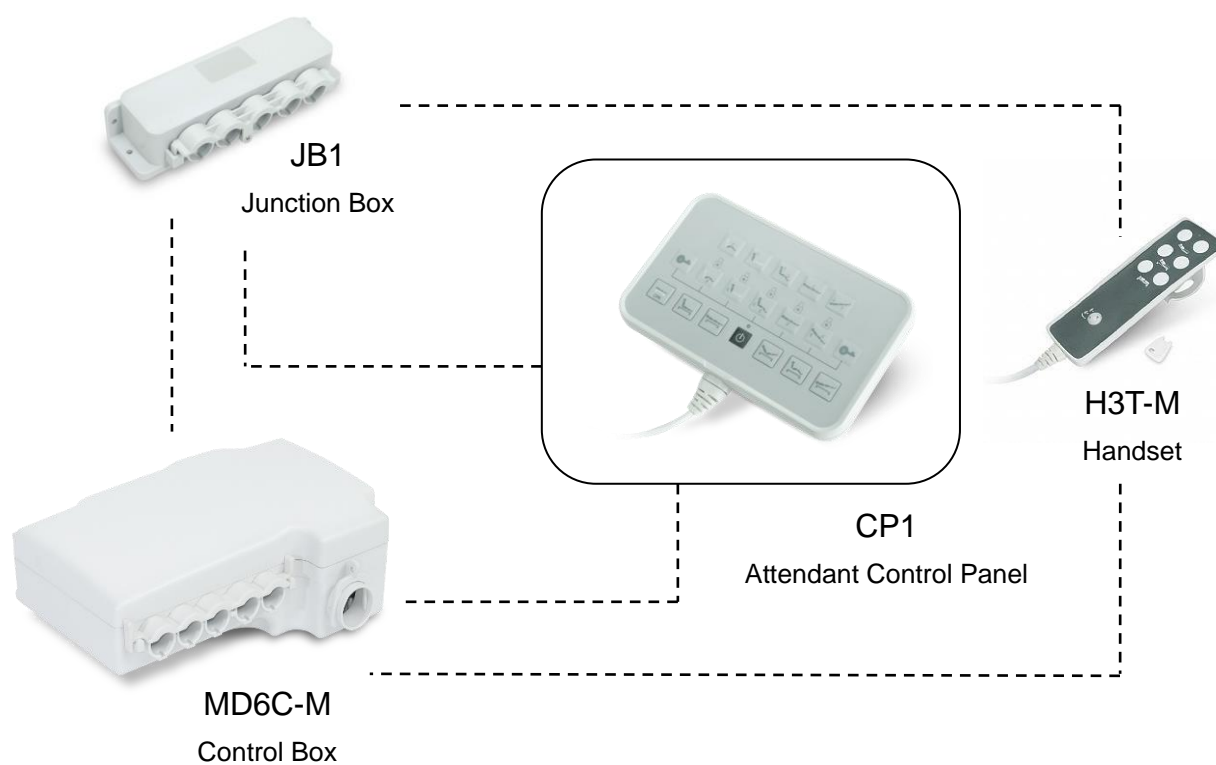 JB1
Junction Box
H3T-M
Handset
CP1
Attendant Control Panel
MD6C-M
Control Box